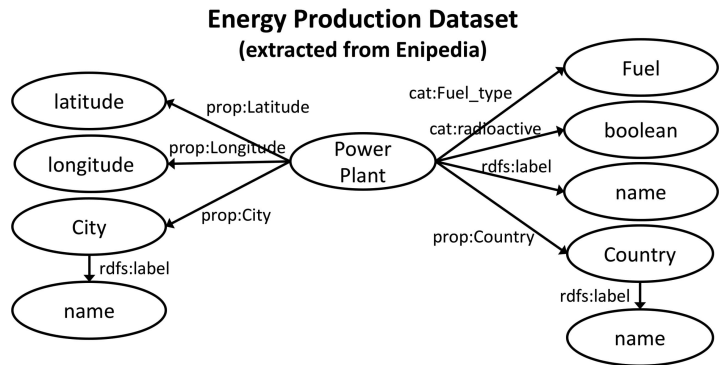 Energy Production Dataset
(extracted from Enipedia)
latitude
longitude
City
name
prop:Latitude
prop:Longitude
prop:City
rdfs:label
Power
Plant
cat:Fuel_type
cat:radioactive
rdfs:label
prop:Country
Fuel
boolean
name
Country
rdfs:label
name